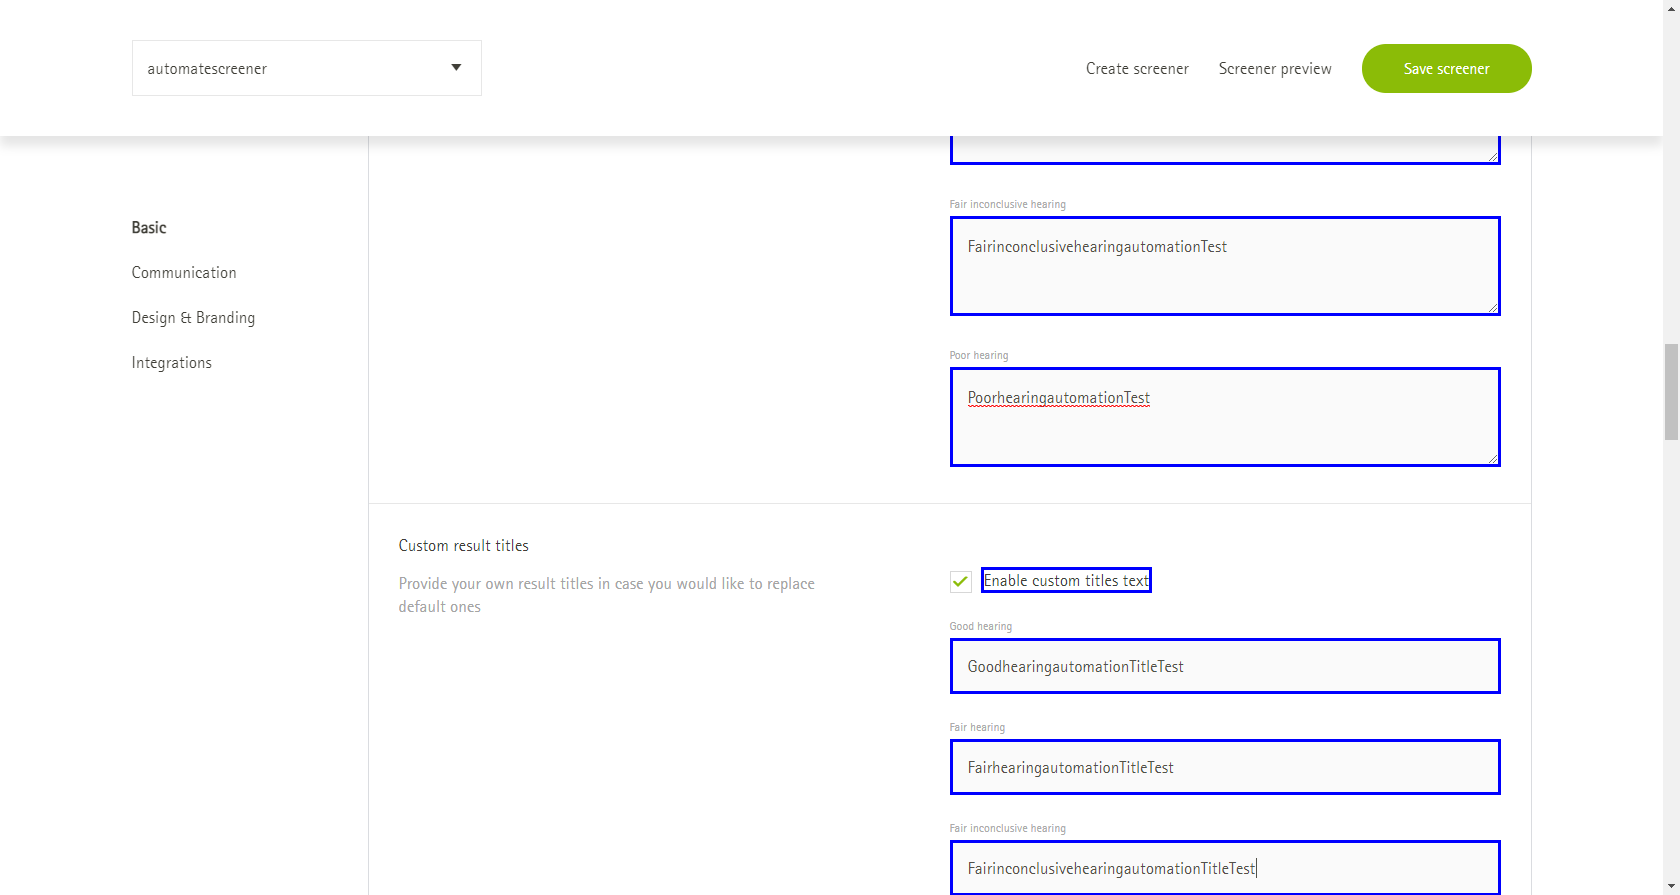 automatescreener
Create screener
Screener preview
Save screener
Basic
Communication
Design & Branding
Integrations
Fair inconclusive hearing
FairinconclusivehearingautomationTest
Poor hearing
PoorhearingautomationTest
Custom result titles
Provide your own result titles in case you would like to replace
default ones
Enable custom titles text
Good hearing
GoodhearingautomationTitleTest
Fair hearing
FairhearingautomationTitleTest
Fair inconclusive hearing
FairinconclusivehearingautomationTitleTest